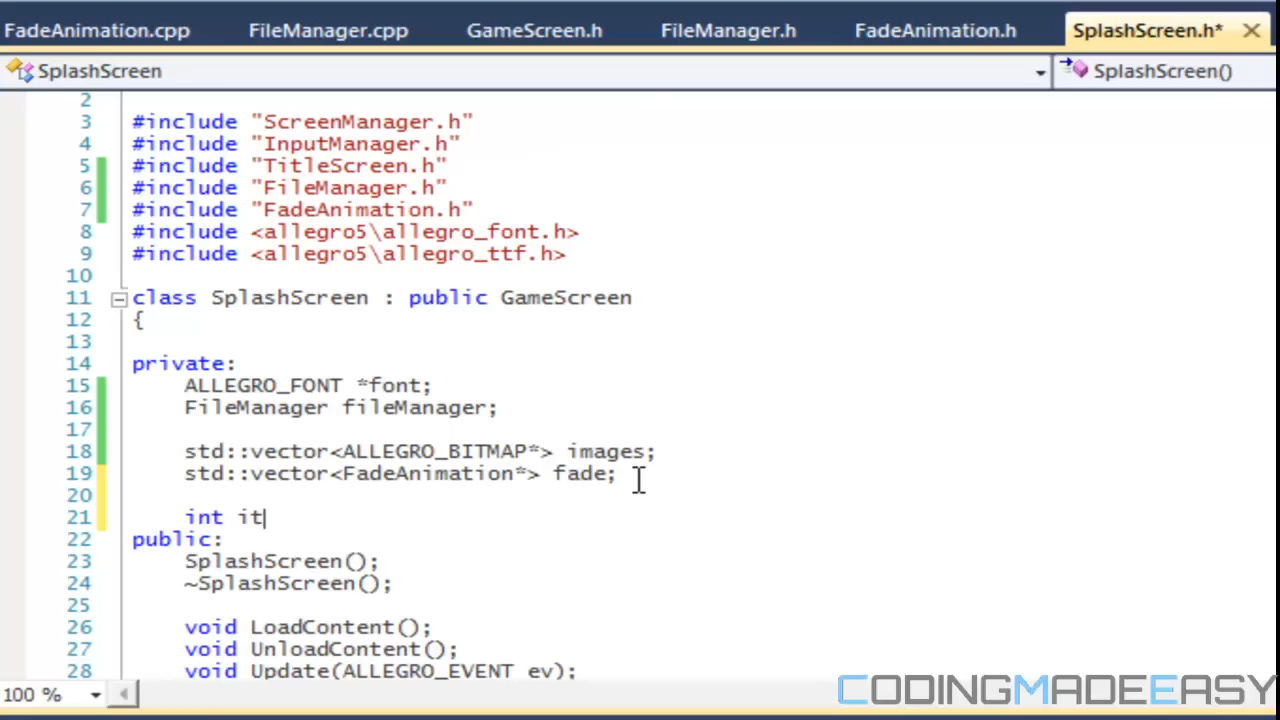 FadeAnimation.cpp FileManager.cpp GameScreen.h FileManager.h FadeAnimation.h SplashScreen.h*
SplashScreen SplashScreen()
2
3 #include "ScreenManager.h"
4 #include "InputManager.h"
5 #include "TitleScreen.h"
6 #include "FileManager.h"
7 #include "FadeAnimation.h"
8 #include <allegro5\allegro_font.h>
9 #include <allegro5\allegro_ttf.h>
10
11 class SplashScreen : public GameScreen
12 {
13
14 private:
15 ALLEGRO_FONT *font;
16 FileManager fileManager;
17
18 std::vector<ALLEGRO_BITMAP*> images;
19 std::vector<FadeAnimation*> fade;
20
21 int it
22 public:
23 SplashScreen();
24 ~SplashScreen();
25
26 void LoadContent();
27 void UnloadContent();
28 void Update(ALLEGRO_EVENT ev);
100 %
CODINGMADEEASY